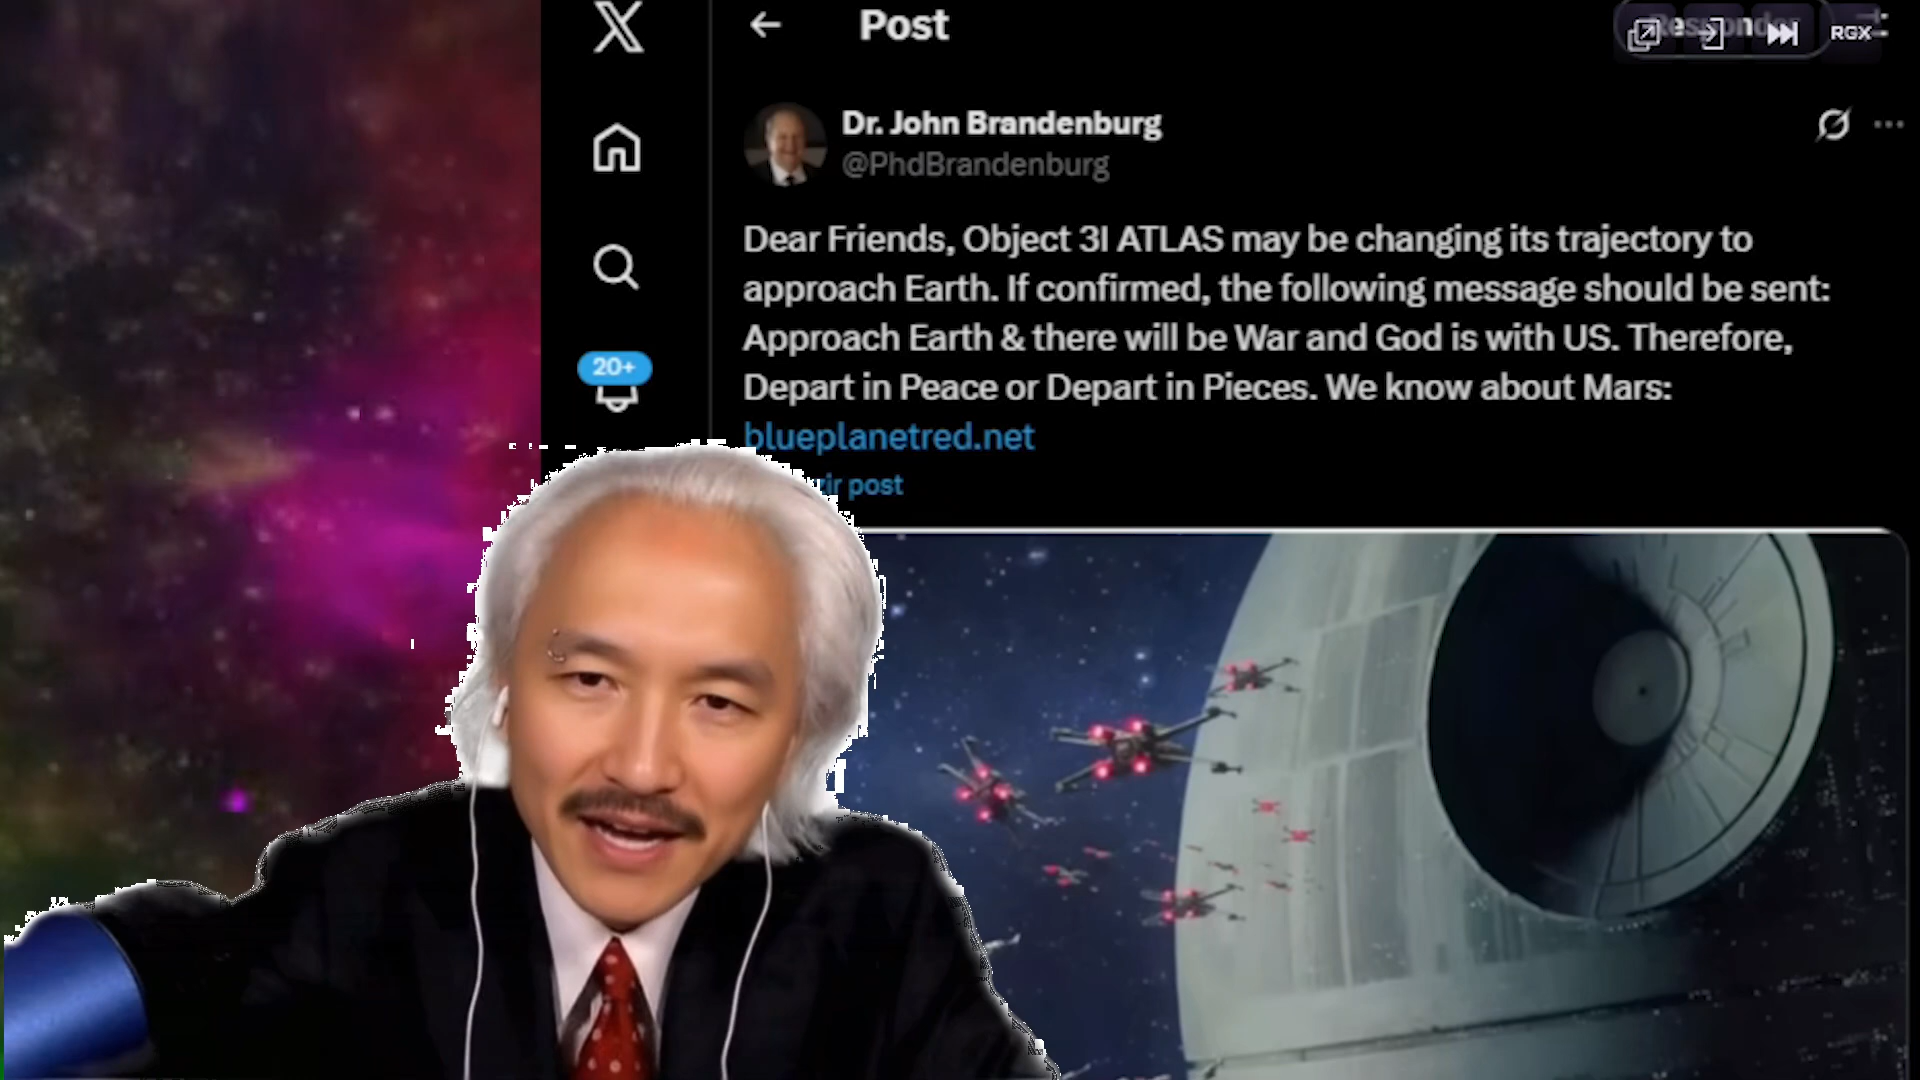 Post
Responder
RGX
Dr. John Brandenburg
@PhdBrandenburg
Dear Friends, Object 3I ATLAS may be changing its trajectory to
approach Earth. If confirmed, the following message should be sent:
Approach Earth & there will be War and God is with US. Therefore,
20+
Depart in Peace or Depart in Pieces. We know about Mars:
blueplanetred.net
post